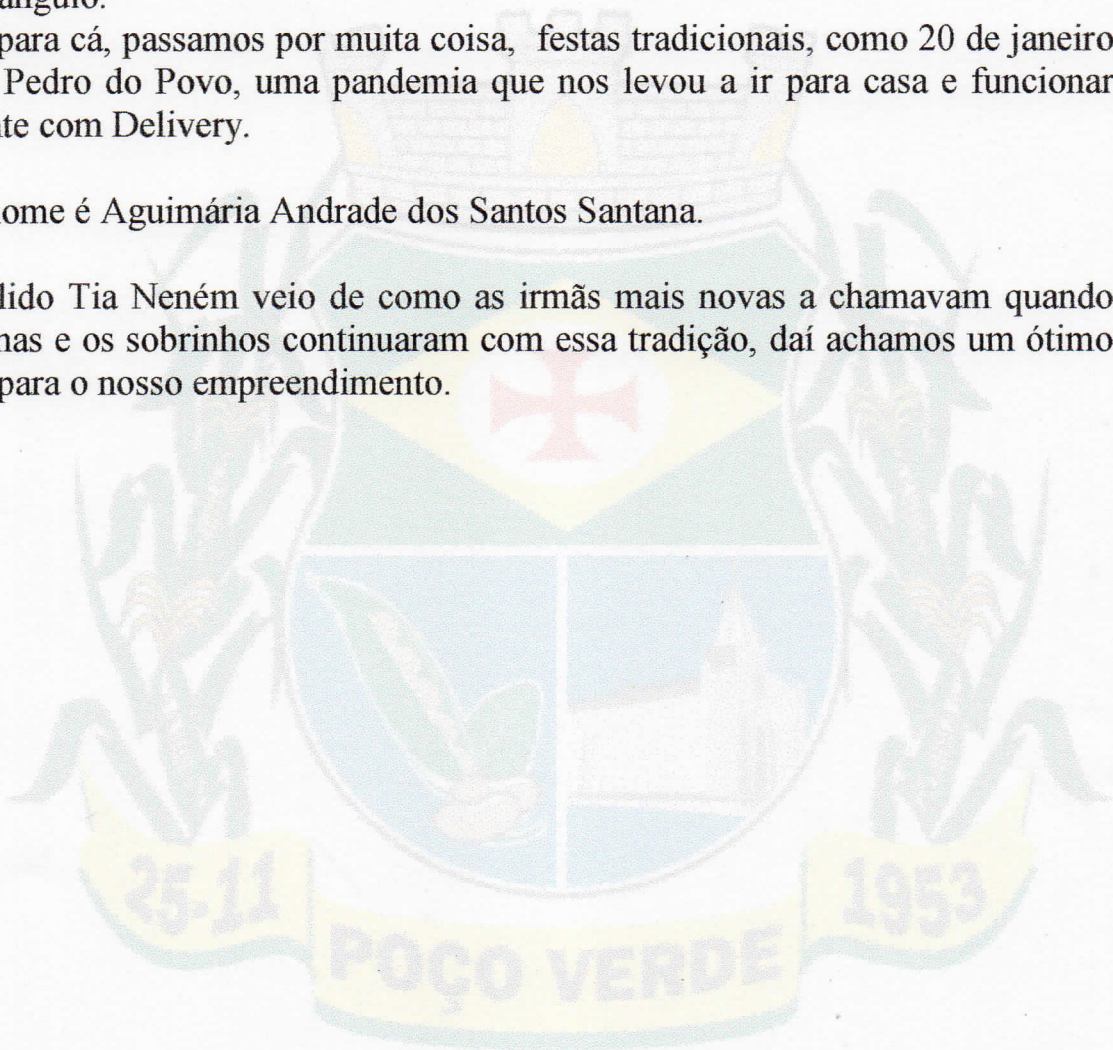 ângulo.
para cá, passamos por muita coisa, festas tradicionais, como 20 de janeiro
Pedro do Povo, uma pandemia que nos levou a ir para casa e funcionar
te com Delivery.
ome é Aguimária Andrade dos Santos Santana.
lido Tia Neném veio de como as irmãs mais novas a chamavam quando
nas e os sobrinhos continuaram com essa tradição, daí achamos um ótimo
para o nosso empreendimento.
25-11
1953
POÇO VERDE